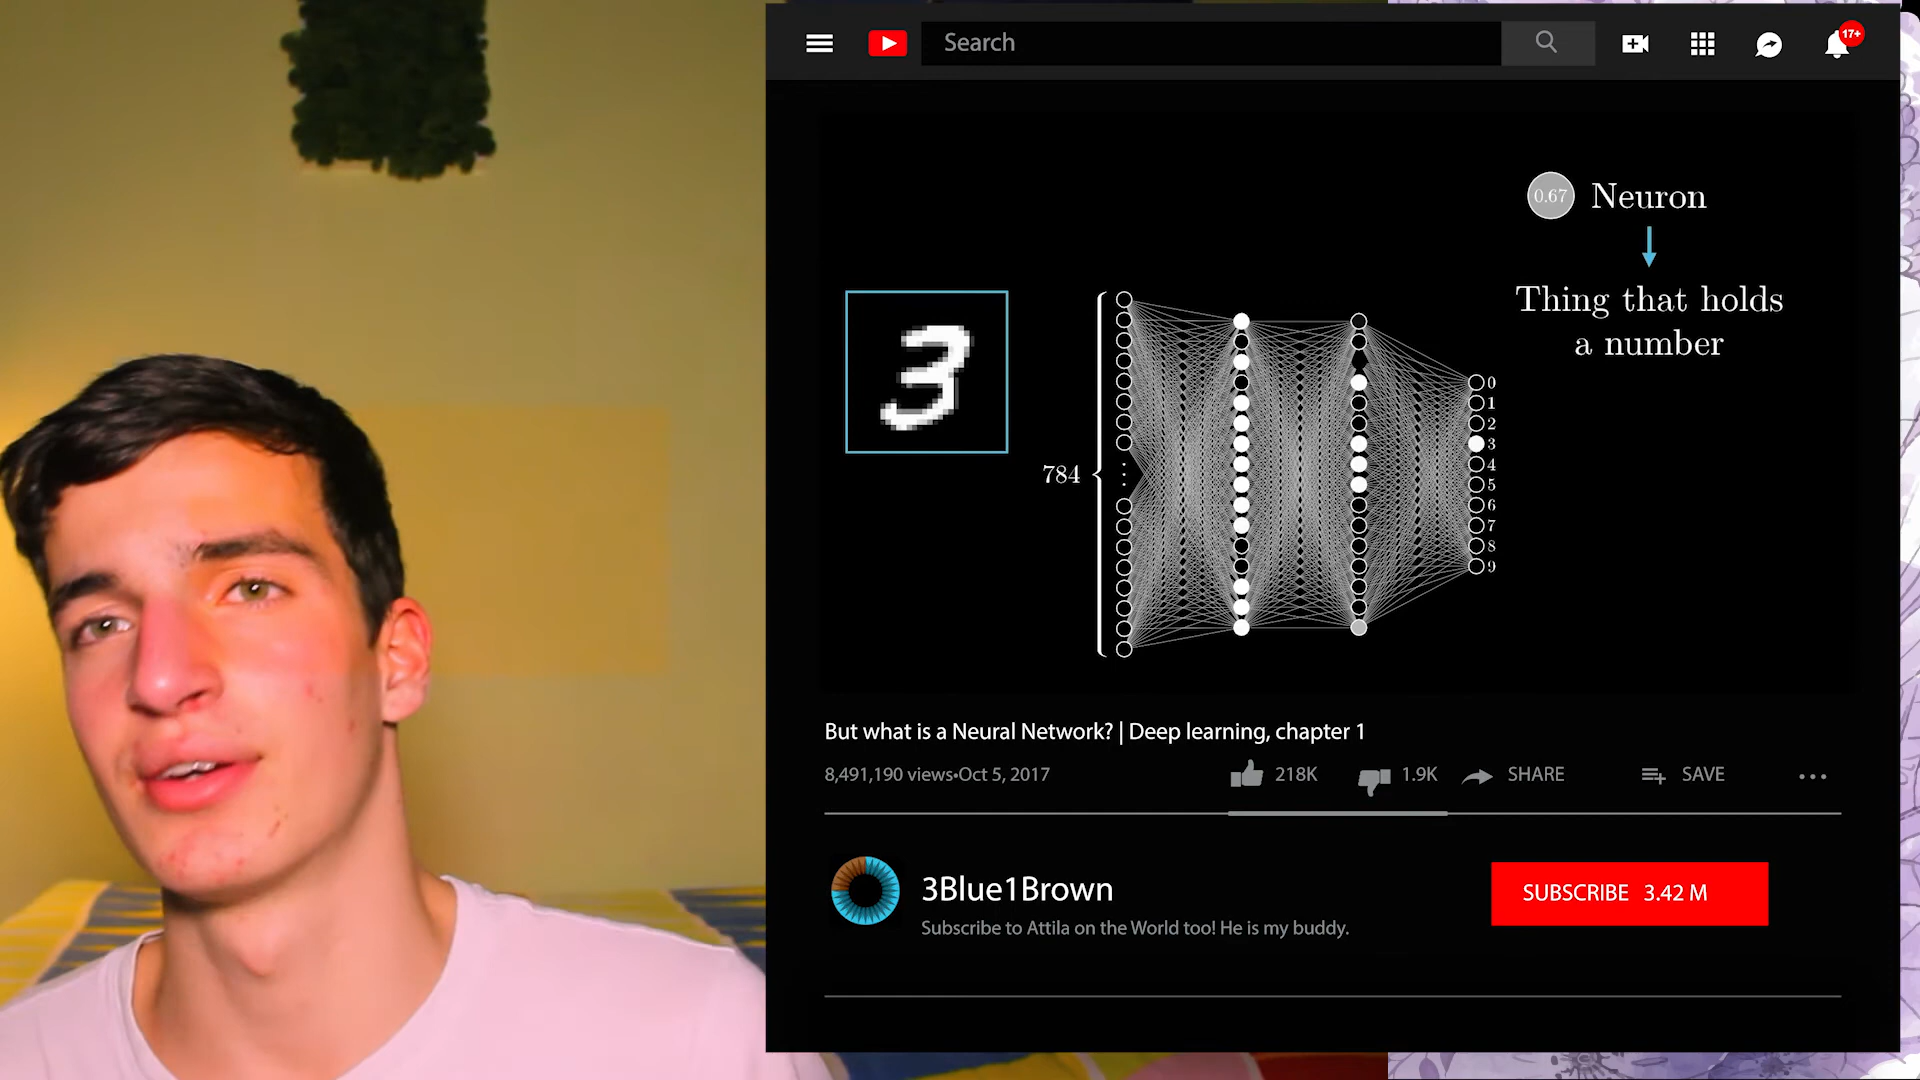 Search
17+
0.67 Neuron
Thing that holds
a number
784
0
1
2
3
4
5
6
7
8
9
But what is a Neural Network? | Deep learning, chapter 1
8,491,190 views•Oct 5, 2017
218K
1.9K
SHARE
SAVE
3Blue1Brown
Subscribe to Attila on the World too! He is my buddy.
SUBSCRIBE 3.42 M